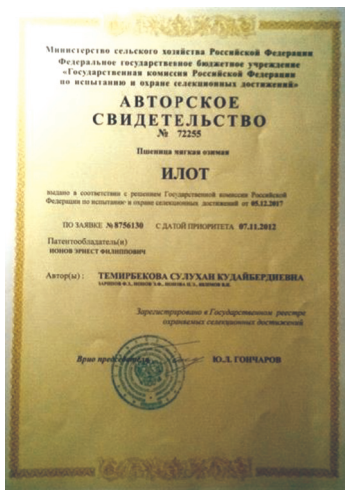 Министерство сельского хозяйства Российской Федерации
Федеральное государственное бюджетное учреждение
«Государственная комиссия Российской Федерации
по испытанию и охране селекционных достижений»
АВТОРСКОЕ
СВИДЕТЕЛЬСТВО
№ 72255
Пшеница мягкая озимая
ИЛОТ
выдано в соответствии с решением Государственной комиссии Российской
Федерации по испытанию и охране селекционных достижений от 05.12.2017
ПО ЗАЯВКЕ № 8756130 С ДАТОЙ ПРИОРИТЕТА 07.11.2012
Патентообладатель(и)
ИОНОВ ЭРНЕСТ ФИЛИППОВИЧ
Автор(ы) : ТЕМИРБЕКОВА СУЛУХАН КУДАЙБЕРДИЕВНА
Зарегистрировано в Государственном реестре
охраняемых селекционных достижений
Врио председателя Ю.Л. ГОНЧАРОВ